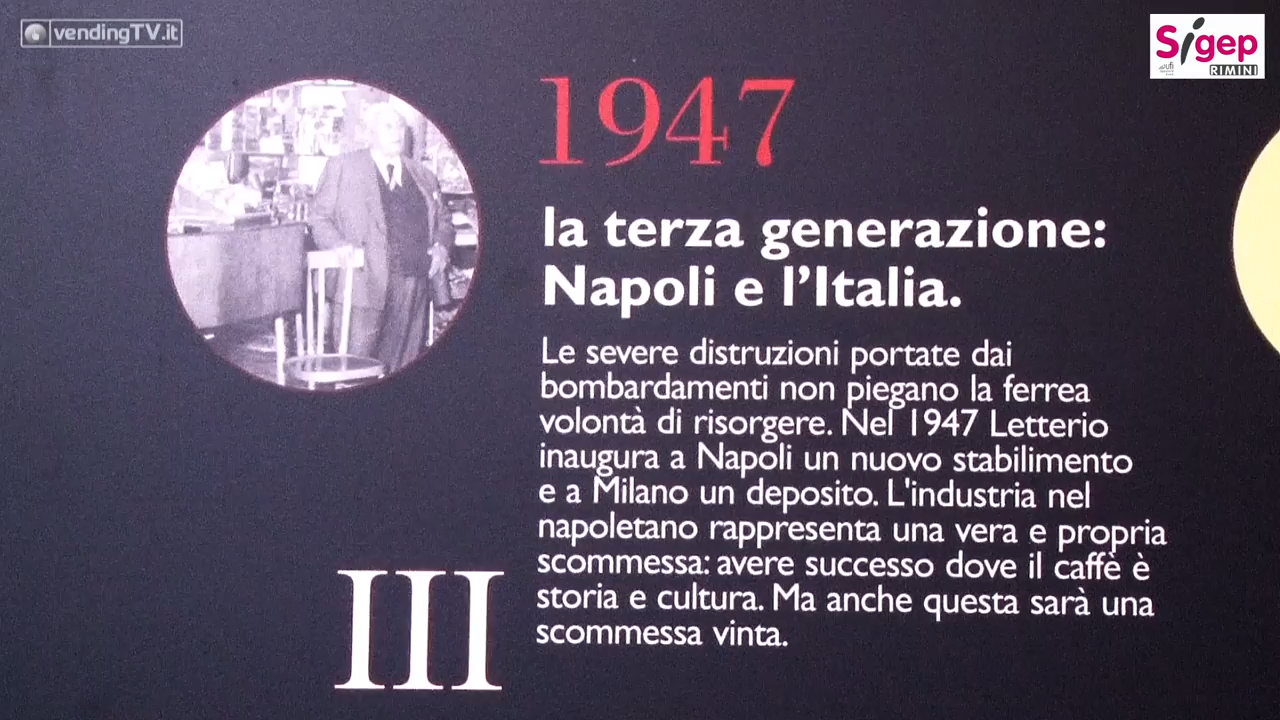 vendingTV.it
Sigep
RIMINI
1947
la terza generazione:
Napoli e l'Italia.
Le severe distruzioni portate dai
bombardamenti non piegano la ferrea
volontà di risorgere. Nel 1947 Letterio
inaugura a Napoli un nuovo stabilimento
e a Milano un deposito. L'industria nel
napoletano rappresenta una vera e propria
scommessa: avere successo dove il caffè è
storia e cultura. Ma anche questa sarà una
scommessa vinta.
III